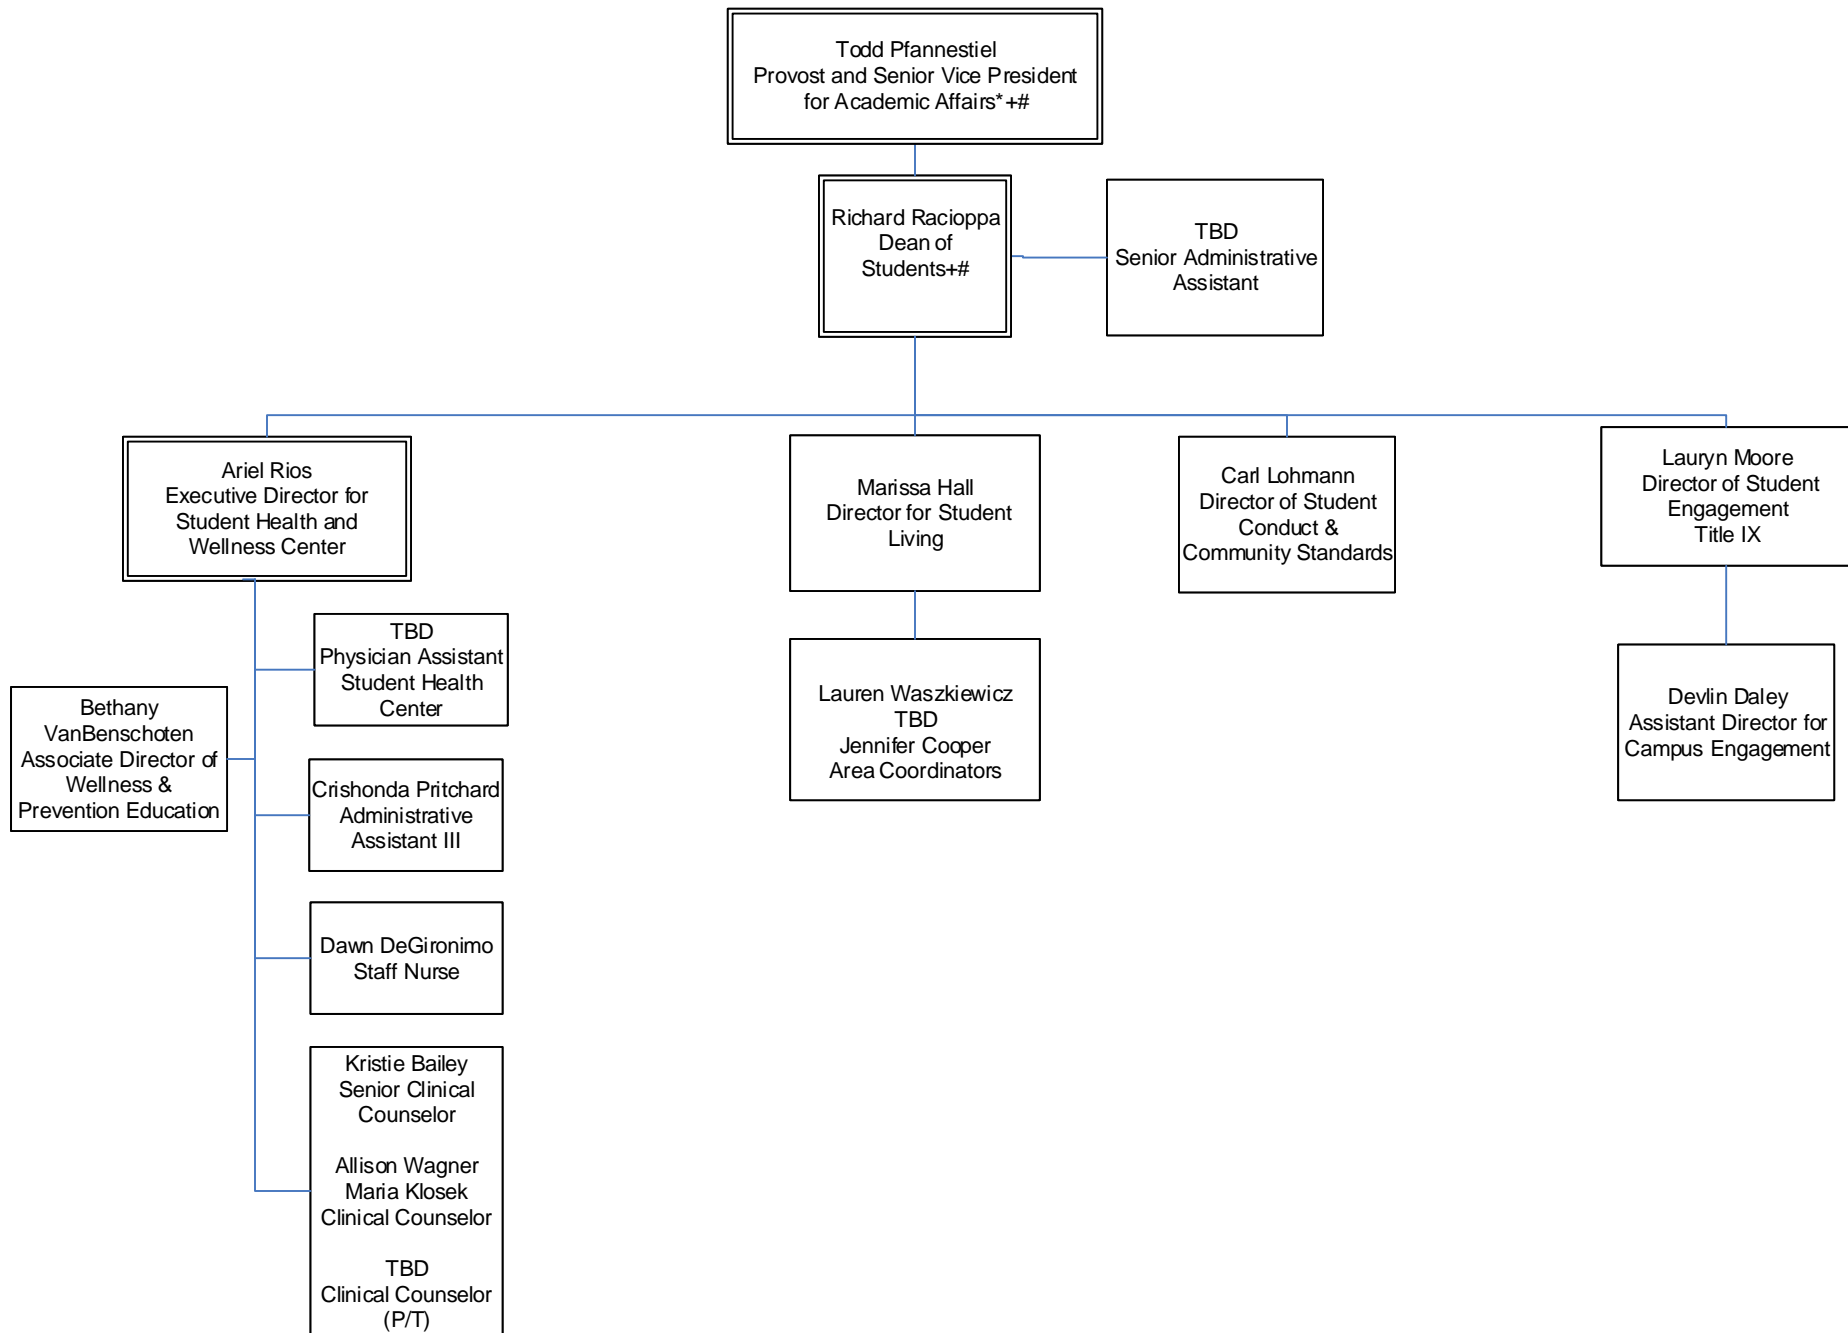 Todd Pfannestiel
Provost and Senior Vice President
for Academic Affairs*+#
Richard Racioppa
Dean of
Students+#
TBD
Senior Administrative
Assistant
Ariel Rios
Executive Director for
Student Health and
Wellness Center
Marissa Hall
Director for Student
Living
Carl Lohmann
Director of Student
Conduct &
Community Standards
Lauryn Moore
Director of Student
Engagement
Title IX
TBD
Physician Assistant
Student Health
Center
Bethany
VanBenschoten
Associate Director of
Wellness &
Prevention Education
Crishonda Pritchard
Administrative
Assistant III
Lauren Waszkiewicz
TBD
Jennifer Cooper
Area Coordinators
Devlin Daley
Assistant Director for
Campus Engagement
Dawn DeGironimo
Staff Nurse
Kristie Bailey
Senior Clinical
Counselor
Allison Wagner
Maria Klosek
Clinical Counselor
TBD
Clinical Counselor
(P/T)